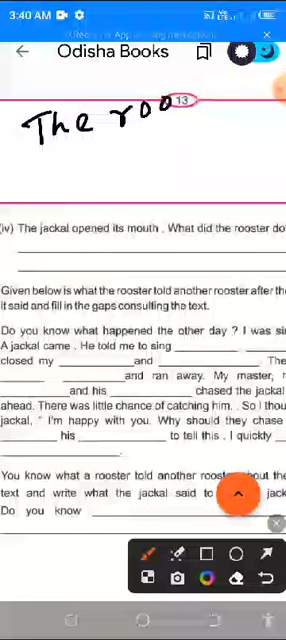 3:40 AM
Odisha Books
The roo
13
(iv) The jackal opened its mouth . What did the rooster do
Given below is what the rooster told another rooster after the
it said and fill in the gaps consulting the text.
Do you know what happened the other day ? I was sin
A jackal came . He told me to sing
closed my ____________ and ____________ . The
and ran away. My master,
and his ____________ chased the jackal
ahead. There was little chance of catching him. . So I thou
jackal, " I'm happy with you. Why should they chase
his ____________ to tell this . I quickly
You know what a rooster told another rooster about the
text and write what the jackal said to jack
Do you know